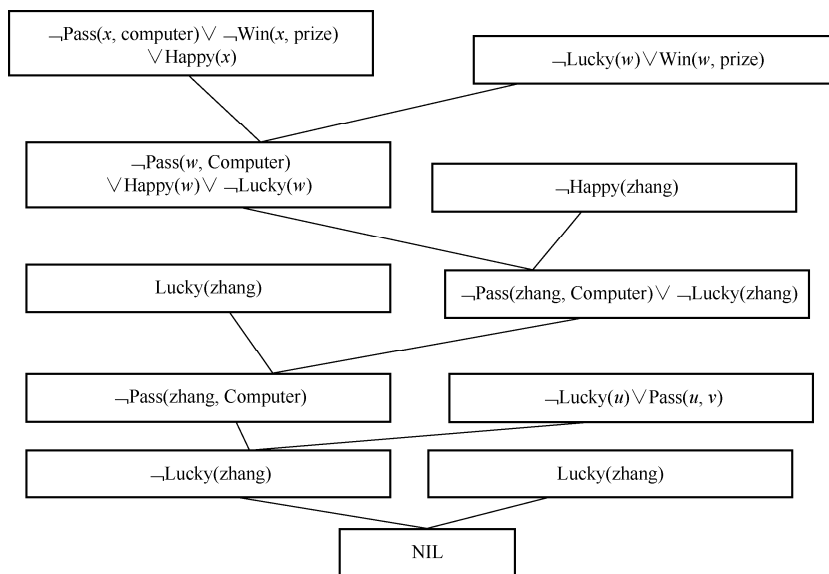 ¬Pass(x, computer)∨ ¬Win(x, prize)
∨Happy(x)
¬Lucky(w)∨Win(w, prize)
¬Pass(w, Computer)
∨Happy(w)∨ ¬Lucky(w)
¬Happy(zhang)
Lucky(zhang)
¬Pass(zhang, Computer)∨ ¬Lucky(zhang)
¬Pass(zhang, Computer)
¬Lucky(u)∨Pass(u, v)
¬Lucky(zhang)
Lucky(zhang)
NIL